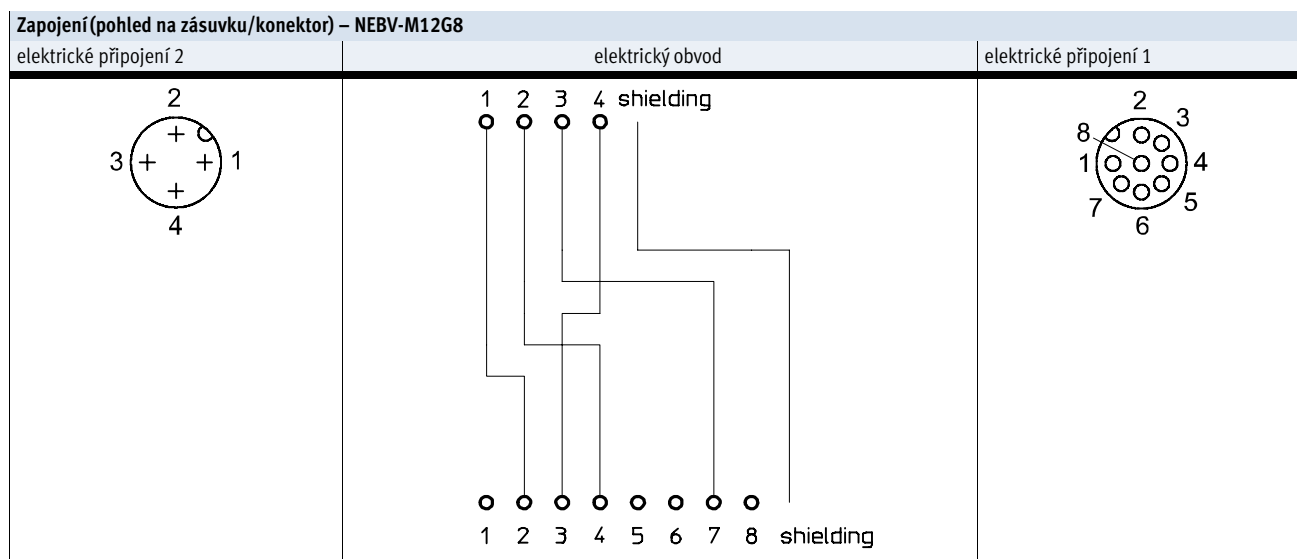 Zapojení (pohled na zásuvku/konektor) – NEBV-M12G8
elektrické připojení 2 elektrický obvod elektrické připojení 1
2
3 1
4
1 2 3 4 shielding
1 2 3 4 5 6 7 8 shielding
2
8 3
1 4
7 5
6